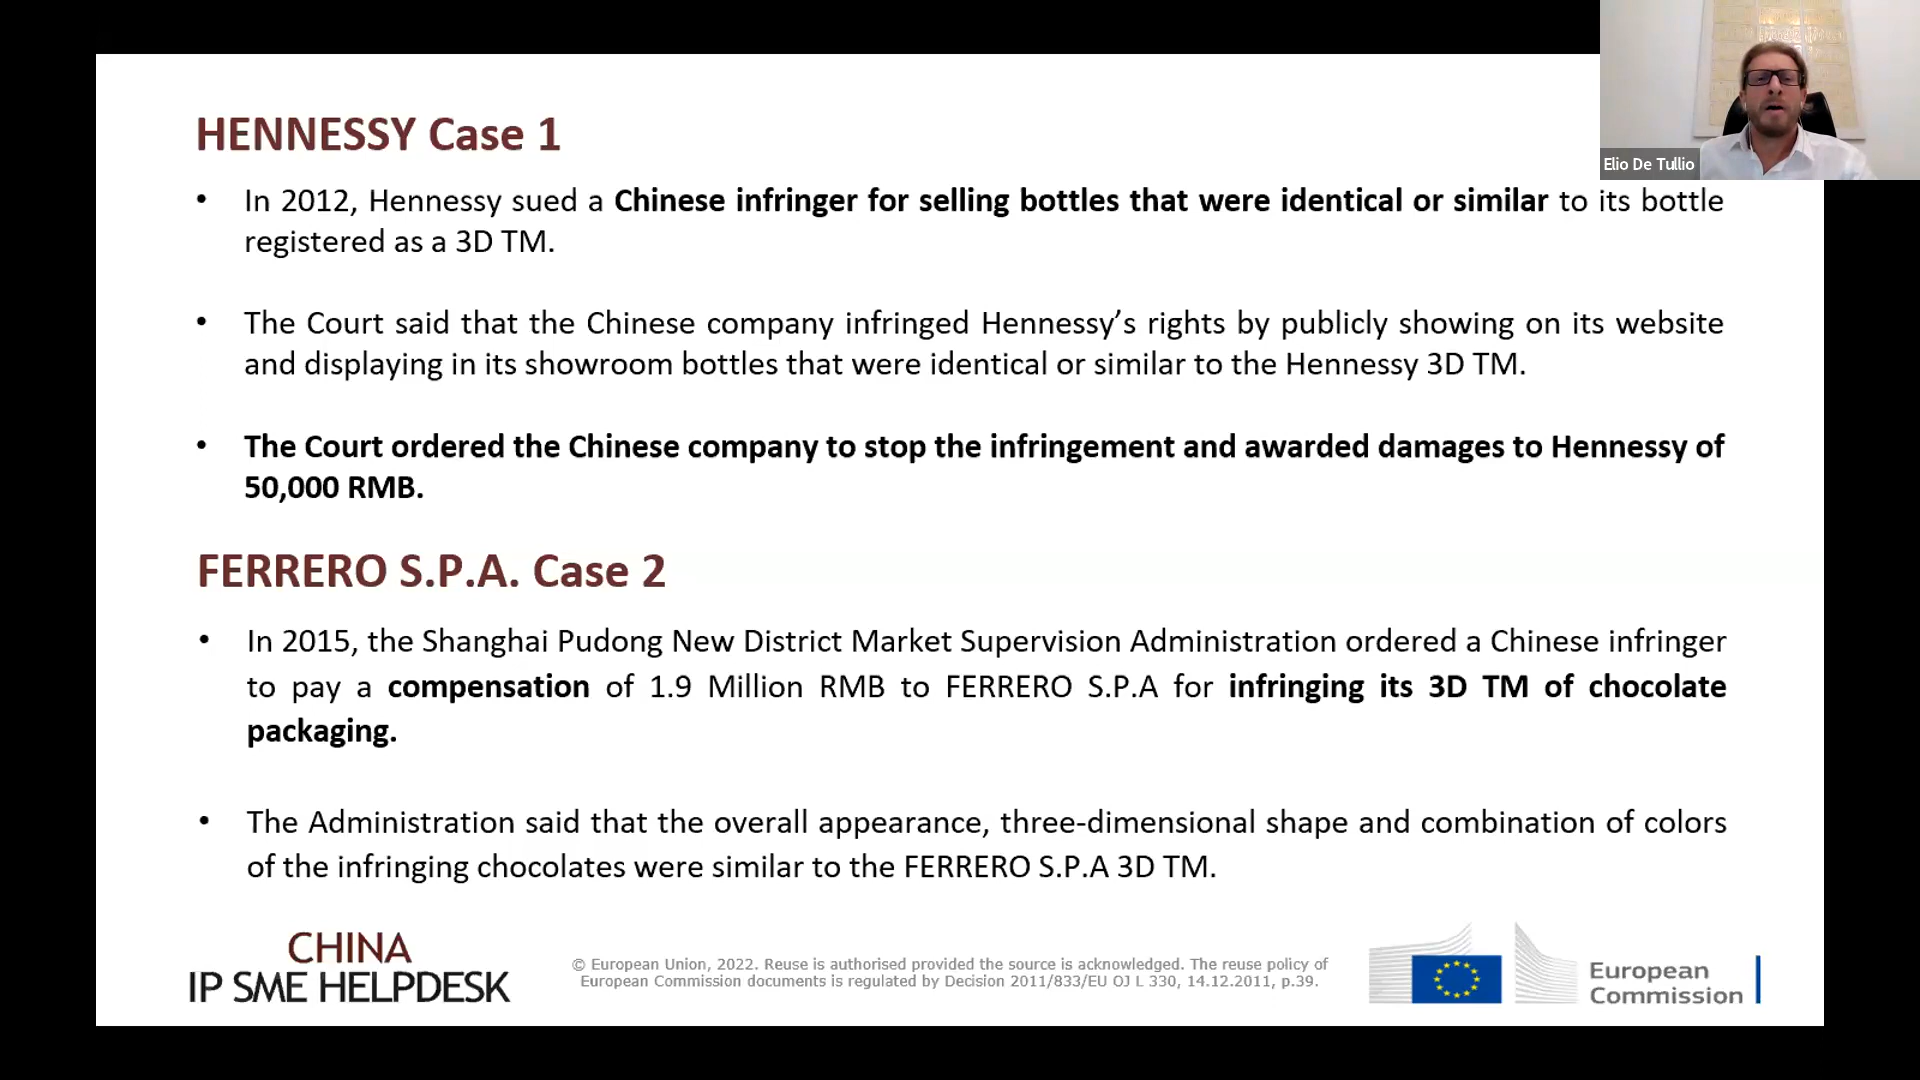 HENNESSY Case 1
Elio De Tullio
• In 2012, Hennessy sued a Chinese infringer for selling bottles that were identical or similar to its bottle
registered as a 3D TM.
• The Court said that the Chinese company infringed Hennessy’s rights by publicly showing on its website
and displaying in its showroom bottles that were identical or similar to the Hennessy 3D TM.
• The Court ordered the Chinese company to stop the infringement and awarded damages to Hennessy of
50,000 RMB.
FERRERO S.P.A. Case 2
• In 2015, the Shanghai Pudong New District Market Supervision Administration ordered a Chinese infringer
to pay a compensation of 1.9 Million RMB to FERRERO S.P.A for infringing its 3D TM of chocolate
packaging.
• The Administration said that the overall appearance, three-dimensional shape and combination of colors
of the infringing chocolates were similar to the FERRERO S.P.A 3D TM.
CHINA
IP SME HELPDESK
© European Union, 2022. Reuse is authorised provided the source is acknowledged. The reuse policy of
European Commission documents is regulated by Decision 2011/833/EU OJ L 330, 14.12.2011, p.39.
European
Commission